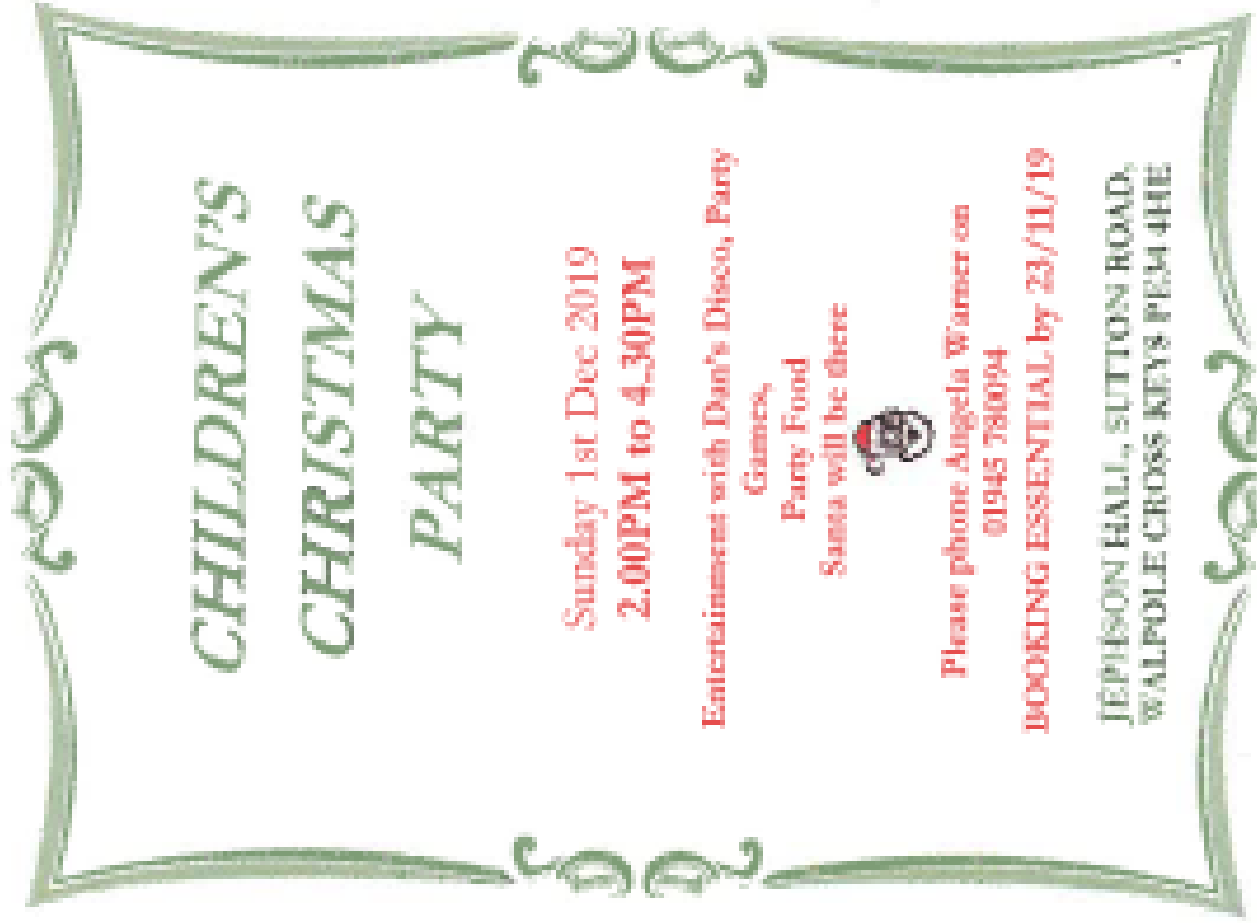 CHILDREN'S
CHRISTMAS
PARTY
Sunday 1st Dec 2019
2.00PM to 4.30PM
Entertainment with Dan's Disco, Party
Games,
Party Food
Santa will be there
Please phone Angela Warner on
01945 780094
BOOKING ESSENTIAL by 23/11/19
JEPHSON HALL, SUTTON ROAD,
WALPOLE CROSS KEYS PE34 4HE